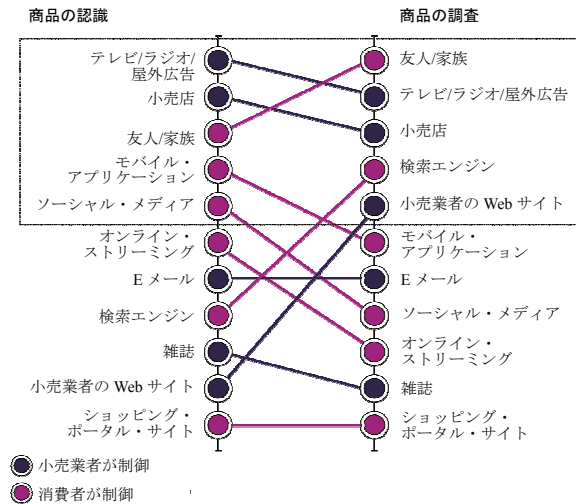 商品の認識
商品の調査
テレビ/ラジオ/
屋外広告
小売店
友人/家族
モバイル・
アプリケーション
ソーシャル・メディア
オンライン・
ストリーミング
E メール
検索エンジン
雑誌
小売業者の Web サイト
ショッピング・
ポータル・サイト
友人/家族
テレビ/ラジオ/屋外広告
小売店
検索エンジン
小売業者の Web サイト
モバイル・
アプリケーション
E メール
ソーシャル・メディア
オンライン・
ストリーミング
雑誌
ショッピング・
ポータル・サイト
小売業者が制御
消費者が制御